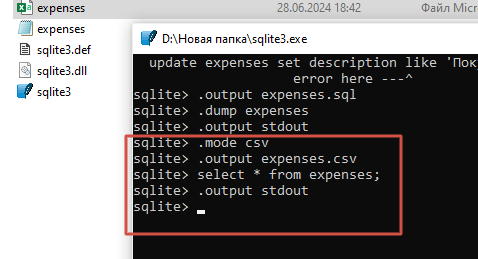 expenses 28.06.2024 18:42 Файл Micr
expenses
sqlite3.def
sqlite3.dll
sqlite3
D:\Новая папка\sqlite3.exe
update expenses set description like 'Пок
error here ---^
sqlite> .output expenses.sql
sqlite> .dump expenses
sqlite> .output stdout
sqlite> .mode csv
sqlite> .output expenses.csv
sqlite> select * from expenses;
sqlite> .output stdout
sqlite>